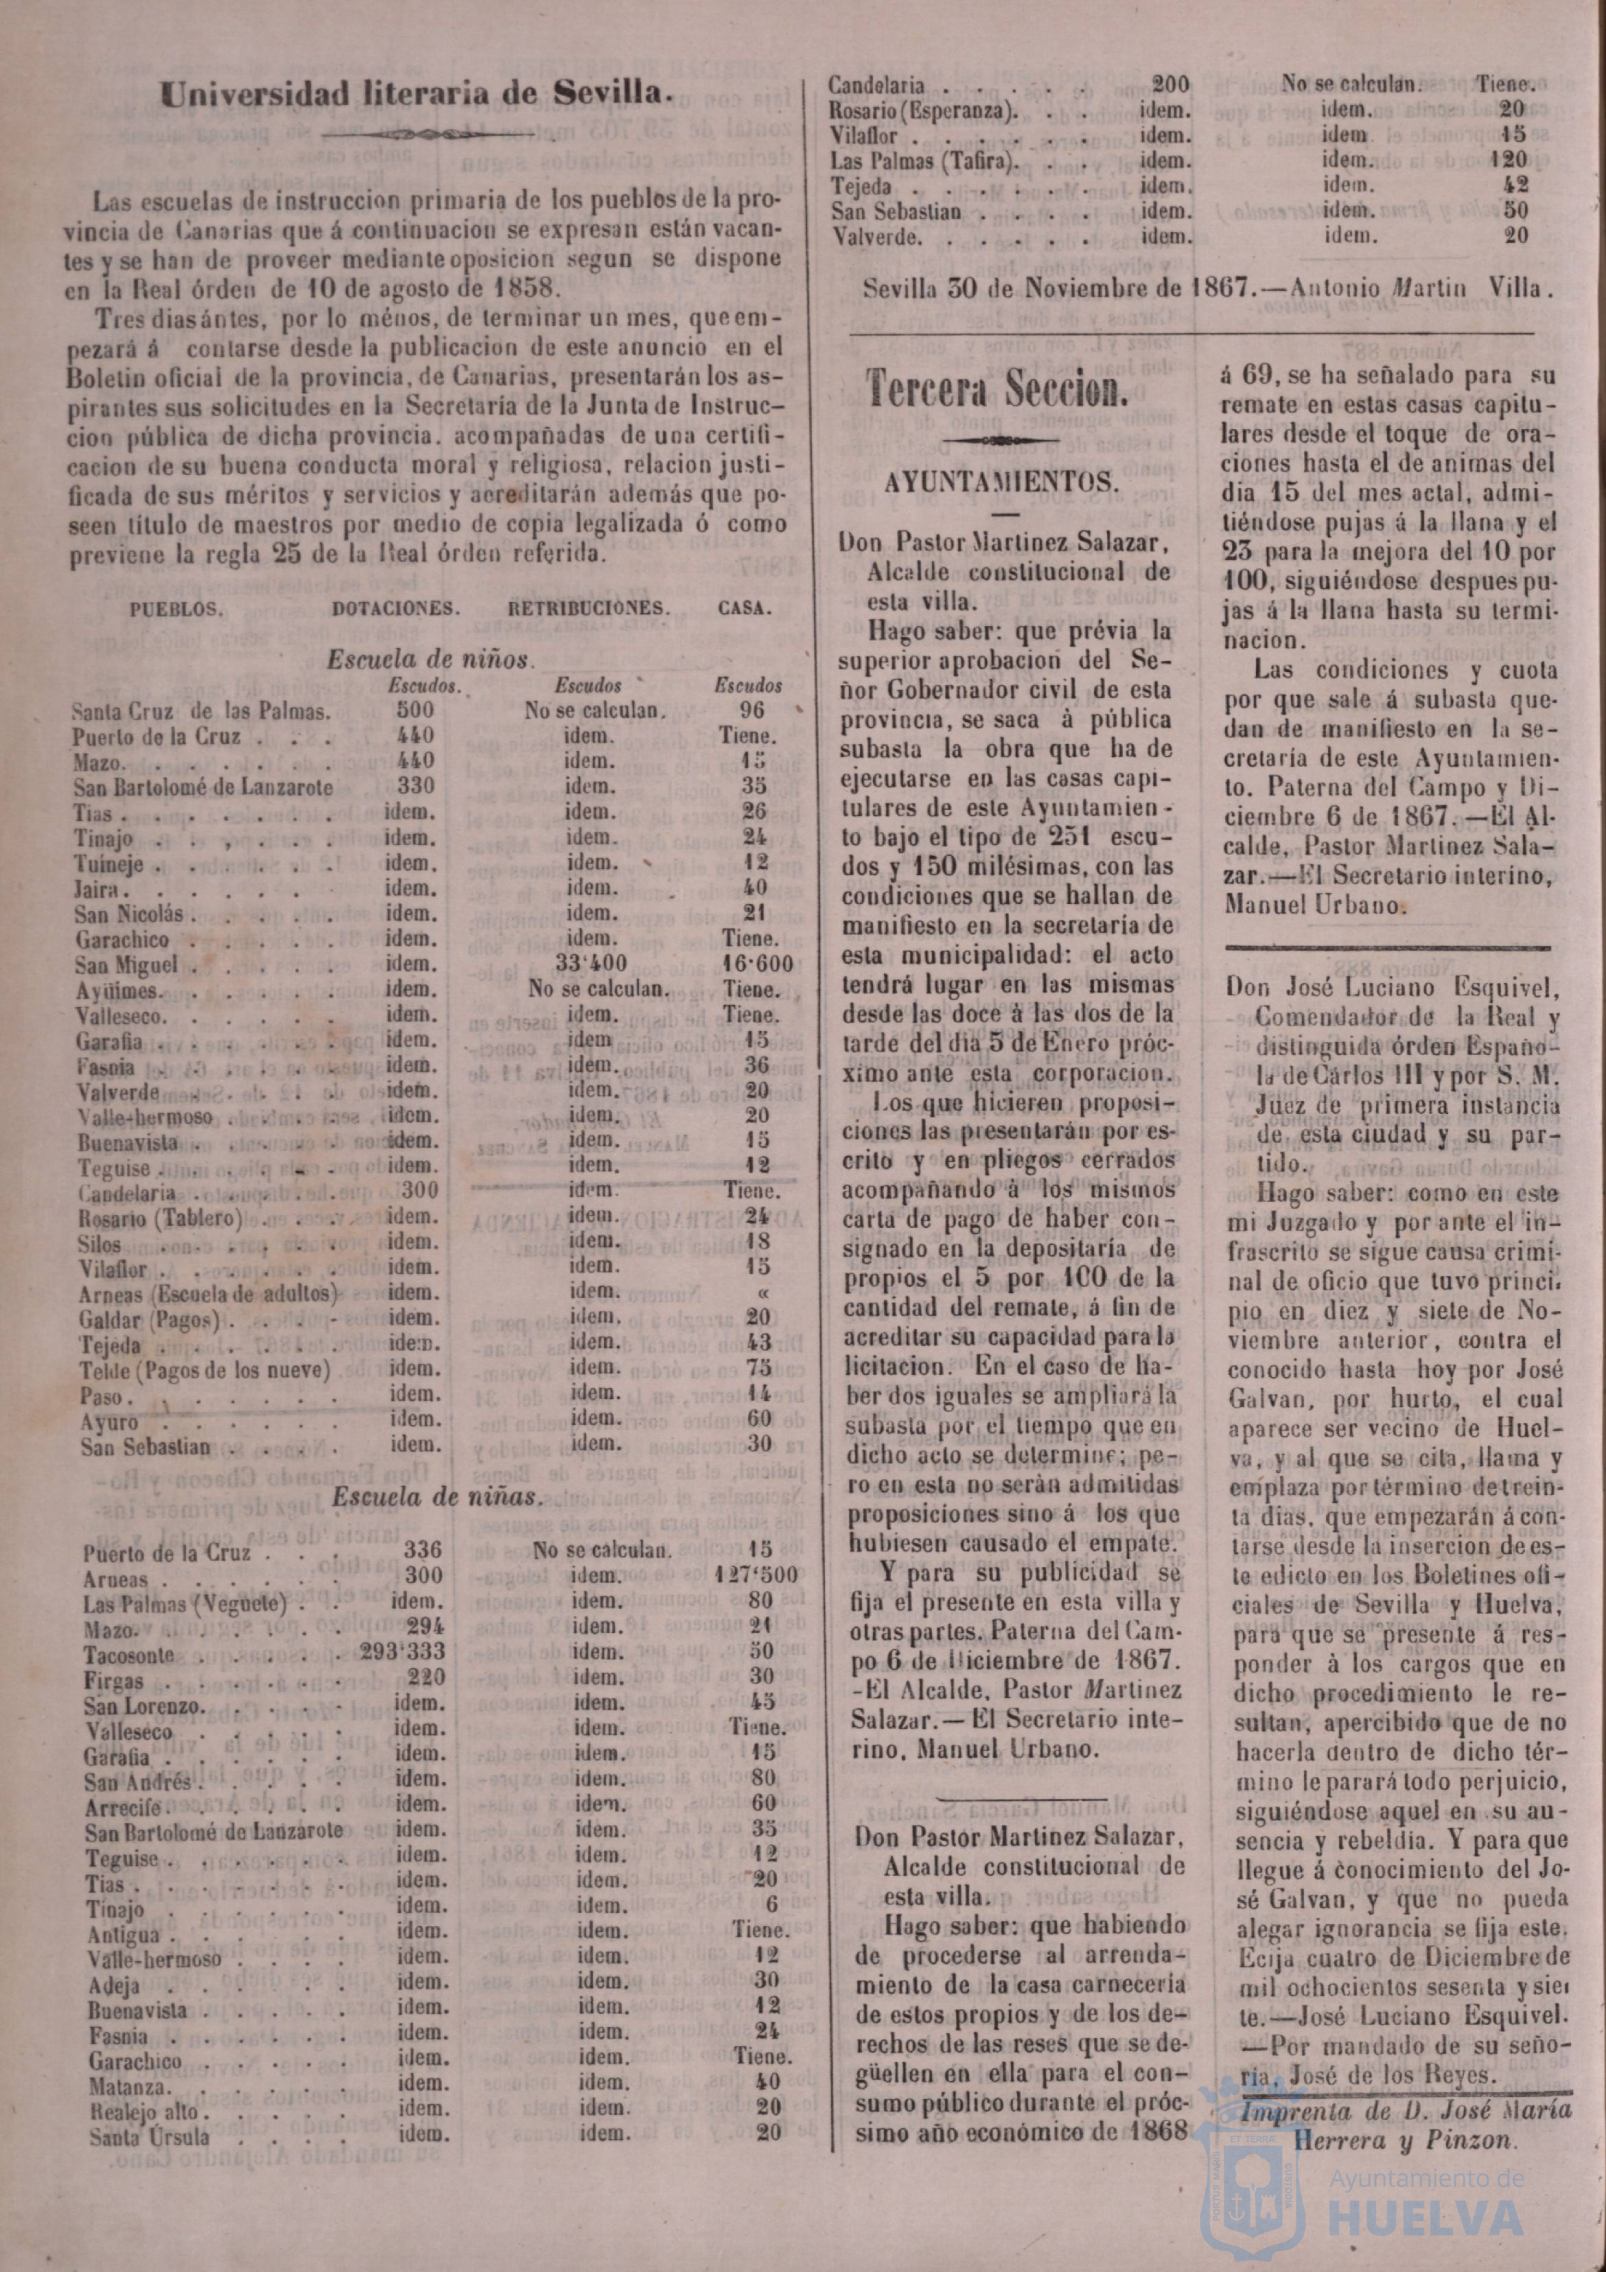 Universidad literaria de Sevilla.
Las escuelas de instruccion primaria de los pueblos de la pro-
vincia de Canarias que á continuacion se expresan están vacan-
tes y se han de proveer mediante oposicion segun se dispone
en la Real órden de 10 de agosto de 1858.
Tres dias ántes, por lo ménos, de terminar un mes, que em-
pezará á contarse desde la publicacion de este anuncio en el
Boletin oficial de la provincia, de Canarias, presentarán los as-
pirantes sus solicitudes en la Secretaría de la Junta de Instruc-
cion pública de dicha provincia. acompañadas de una certifi-
cacion de su buena conducta moral y religiosa, relacion justi-
ficada de sus méritos y servicios y acreditarán además que po-
seen título de maestros por medio de copia legalizada ó como
previene la regla 25 de la Real órden referida.
PUEBLOS. DOTACIONES. RETRIBUCIONES. CASA.
Escuela de niños.
Escudos. Escudos Escudos
Santa Cruz de las Palmas. 500 No se calculan. 96
Puerto de la Cruz . . . 440 idem. Tiene.
Mazo. . . . . . . 440 idem. 15
San Bartolomé de Lanzarote 330 idem. 35
Tias . . . . . . . idem. idem. 26
Tinajo . . . . . . idem. idem. 24
Tuineje . . . . . . idem. idem. 12
Jaira. . . . . . . idem. idem. 40
San Nicolás . . . . . idem. idem. 21
Garachico . . . . . idem. idem. Tiene.
San Miguel . . . . . idem. 33'400 16'600
Ayüimes. . . . . . idem. No se calculan. Tiene.
Valleseco. . . . . . idem. idem. Tiene.
Garafia . . . . . . idem. idem 15
Fasnia . . . . . . idem. idem. 36
Valverde . . . . . idem. idem. 20
Valle-hermoso . . . . idem. idem. 20
Buenavista . . . . . idem. idem. 15
Teguise . . . . . . idem. idem. 12
Candelaria . . . . . 300 idem. Tiene.
Rosario (Tablero) . . . . idem. idem. 24
Silos . . . . . . idem. idem. 18
Vilaflor . . . . . . idem. idem. 15
Arneas (Escuela de adultos) idem. idem. «
Galdar (Pagos) . . . . idem. idem. 20
Tejeda . . . . . . idem. idem. 43
Telde (Pagos de los nueve) idem. idem. 75
Paso. . . . . . . idem. idem. 14
Ayuro . . . . . . idem. idem. 60
San Sebastian . . . . idem. idem. 30
Escuela de niñas.
Puerto de la Cruz . . . 336 No se calculan. 15
Arneas . . . . . . 300 idem. 127'500
Las Palmas (Veguete) . . idem. idem. 80
Mazo. . . . . . . 294 idem. 21
Tacosonte . . . . . 293'333 idem. 50
Firgas . . . . . . 220 idem. 30
San Lorenzo. . . . . idem. idem. 45
Valleseco . . . . . idem. idem. Tiene.
Garafia . . . . . . idem. idem. 15
San Andrés . . . . . idem. idem. 80
Arrecife. . . . . . idem. idem. 60
San Bartolomé de Lanzarote idem. idem. 35
Teguise . . . . . . idem. idem. 12
Tias . . . . . . . idem. idem. 20
Tinajo . . . . . . idem. idem. 6
Antigua . . . . . . idem. idem. Tiene.
Valle-hermoso . . . . idem. idem. 12
Adeja . . . . . . idem. idem. 30
Buenavista . . . . . idem. idem. 12
Fasnia . . . . . . idem. idem. 24
Garachico . . . . . idem. idem. Tiene.
Matanza. . . . . . idem. idem. 40
Realejo alto. . . . . idem. idem. 20
Santa Úrsula . . . . idem. idem. 20
Candelaria . . . . . 200 No se calculan. Tiene.
Rosario (Esperanza). . . idem. idem. 20
Vilaflor . . . . . . idem. idem 15
Las Palmas (Tafira). . . idem. idem. 120
Tejeda . . . . . . idem. idem. 42
San Sebastian . . . . idem. idem. 50
Valverde. . . . . . idem. idem. 20
Sevilla 30 de Noviembre de 1867.—Antonio Martin Villa.
Tercera Seccion.
AYUNTAMIENTOS.
Don Pastor Martinez Salazar,
Alcalde constitucional de
esta villa.
Hago saber: que prévia la
superior aprobacion del Se-
ñor Gobernador civil de esta
provincia, se saca à pública
subasta la obra que ha de
ejecutarse en las casas capi-
tulares de este Ayuntamien-
to bajo el tipo de 251 escu-
dos y 150 milésimas, con las
condiciones que se hallan de
manifiesto en la secretaría de
esta municipalidad: el acto
tendrá lugar en las mismas
desde las doce à las dos de la
tarde del dia 5 de Enero próc-
ximo ante esta corporacion.
Los que hicieren proposi-
ciones las presentarán por es-
crito y en pliegos cerrados
acompañando à los mismos
carta de pago de haber con-
signado en la depositaría de
propios el 5 por 100 de la
cantidad del remate, á fin de
acreditar su capacidad para la
licitacion. En el caso de ha-
ber dos iguales se ampliará la
subasta por el tiempo que en
dicho acto se determine; pe-
ro en esta no serán admitidas
proposiciones sino á los que
hubiesen causado el empate.
Y para su publicidad se
fija el presente en esta villa y
otras partes. Paterna del Cam-
po 6 de Diciembre de 1867.
-El Alcalde, Pastor Martinez
Salazar.—El Secretario inte-
rino, Manuel Urbano.
Don Pastor Martinez Salazar,
Alcalde constitucional de
esta villa.
Hago saber: que habiendo
de procederse al arrenda-
miento de la casa carnecería
de estos propios y de los de-
rechos de las reses que se de-
güellen en ella para el con-
sumo público durante el próc-
simo año económico de 1868
á 69, se ha señalado para su
remate en estas casas capitu-
lares desde el toque de ora-
ciones hasta el de animas del
dia 15 del mes actal, admi-
tiéndose pujas á la llana y el
23 para la mejora del 10 por
100, siguiéndose despues pu-
jas á la llana hasta su termi-
nacion.
Las condiciones y cuota
por que sale á subasta que-
dan de manifiesto en la se-
cretaría de este Ayuntamien-
to. Paterna del Campo y Di-
ciembre 6 de 1867.—El Al-
calde, Pastor Martinez Sala-
zar.—El Secretario interino,
Manuel Urbano.
Don José Luciano Esquivel,
Comendador de la Real y
distinguida órden Españo-
la de Cárlos III y por S. M.
Juez de primera instancia
de esta ciudad y su par-
tido.
Hago saber: como en este
mi Juzgado y por ante el in-
frascrito se sigue causa crimi-
nal de oficio que tuvo princi-
pio en diez y siete de No-
viembre anterior, contra el
conocido hasta hoy por José
Galvan, por hurto, el cual
aparece ser vecino de Huel-
va, y al que se cita, llama y
emplaza por término de trein-
ta dias, que empezarán á con-
tarse desde la insercion de es-
te edicto en los Boletines ofi-
ciales de Sevilla y Huelva,
para que se presente á res-
ponder à los cargos que en
dicho procedimiento le re-
sultan, apercibido que de no
hacerla dentro de dicho tér-
mino le parará todo perjuicio,
siguiéndose aquel en su au-
sencia y rebeldia. Y para que
llegue á conocimiento del Jo-
sé Galvan, y que no pueda
alegar ignorancia se fija este.
Ecija cuatro de Diciembre de
mil ochocientos sesenta y sie-
te.—José Luciano Esquivel.
—Por mandado de su seño-
ria, José de los Reyes.
Imprenta de D. José María
Herrera y Pinzon.
Ayuntamiento de
HUELVA